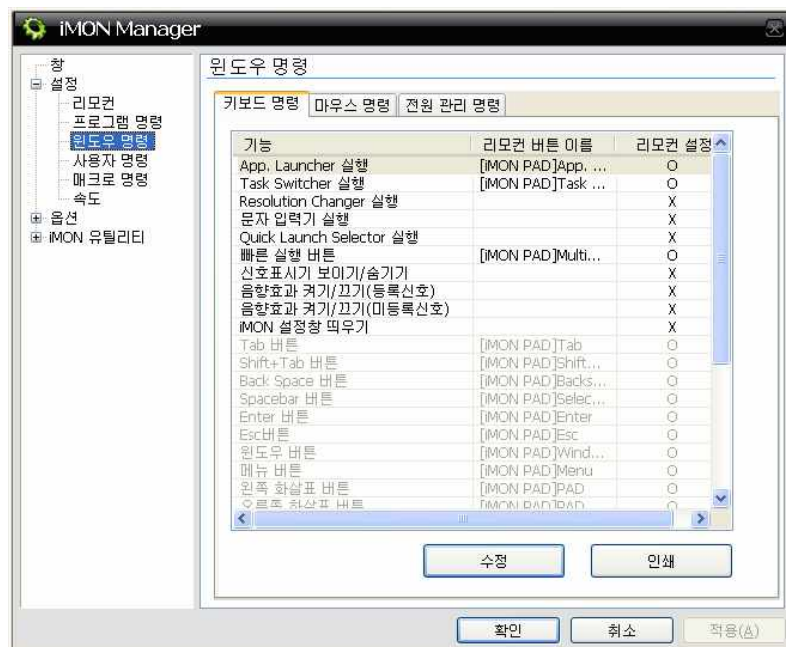 iMON Manager
창
설정
리모컨
프로그램 명령
윈도우 명령
사용자 명령
매크로 명령
속도
옵션
iMON 유틸리티
윈도우 명령
키보드 명령 마우스 명령 전원 관리 명령
기능 리모컨 버튼 이름 리모컨 설정
App. Launcher 실행 [iMON PAD]App. ... O
Task Switcher 실행 [iMON PAD]Task ... O
Resolution Changer 실행 X
문자 입력기 실행 X
Quick Launch Selector 실행 X
빠른 실행 버튼 [iMON PAD]Multi... O
신호표시기 보이기/숨기기 X
음향효과 켜기/끄기(등록신호) X
음향효과 켜기/끄기(미등록신호) X
iMON 설정창 띄우기 X
Tab 버튼 [iMON PAD]Tab O
Shift+Tab 버튼 [iMON PAD]Shift... O
Back Space 버튼 [iMON PAD]Backs... O
Spacebar 버튼 [iMON PAD]Selec... O
Enter 버튼 [iMON PAD]Enter O
Esc버튼 [iMON PAD]Esc O
윈도우 버튼 [iMON PAD]Wind... O
메뉴 버튼 [iMON PAD]Menu O
왼쪽 화살표 버튼 [iMON PAD]PAD O
오른쪽 화살표 버튼 [iMON PAD]PAD O
수정 인쇄
확인 취소 적용(A)